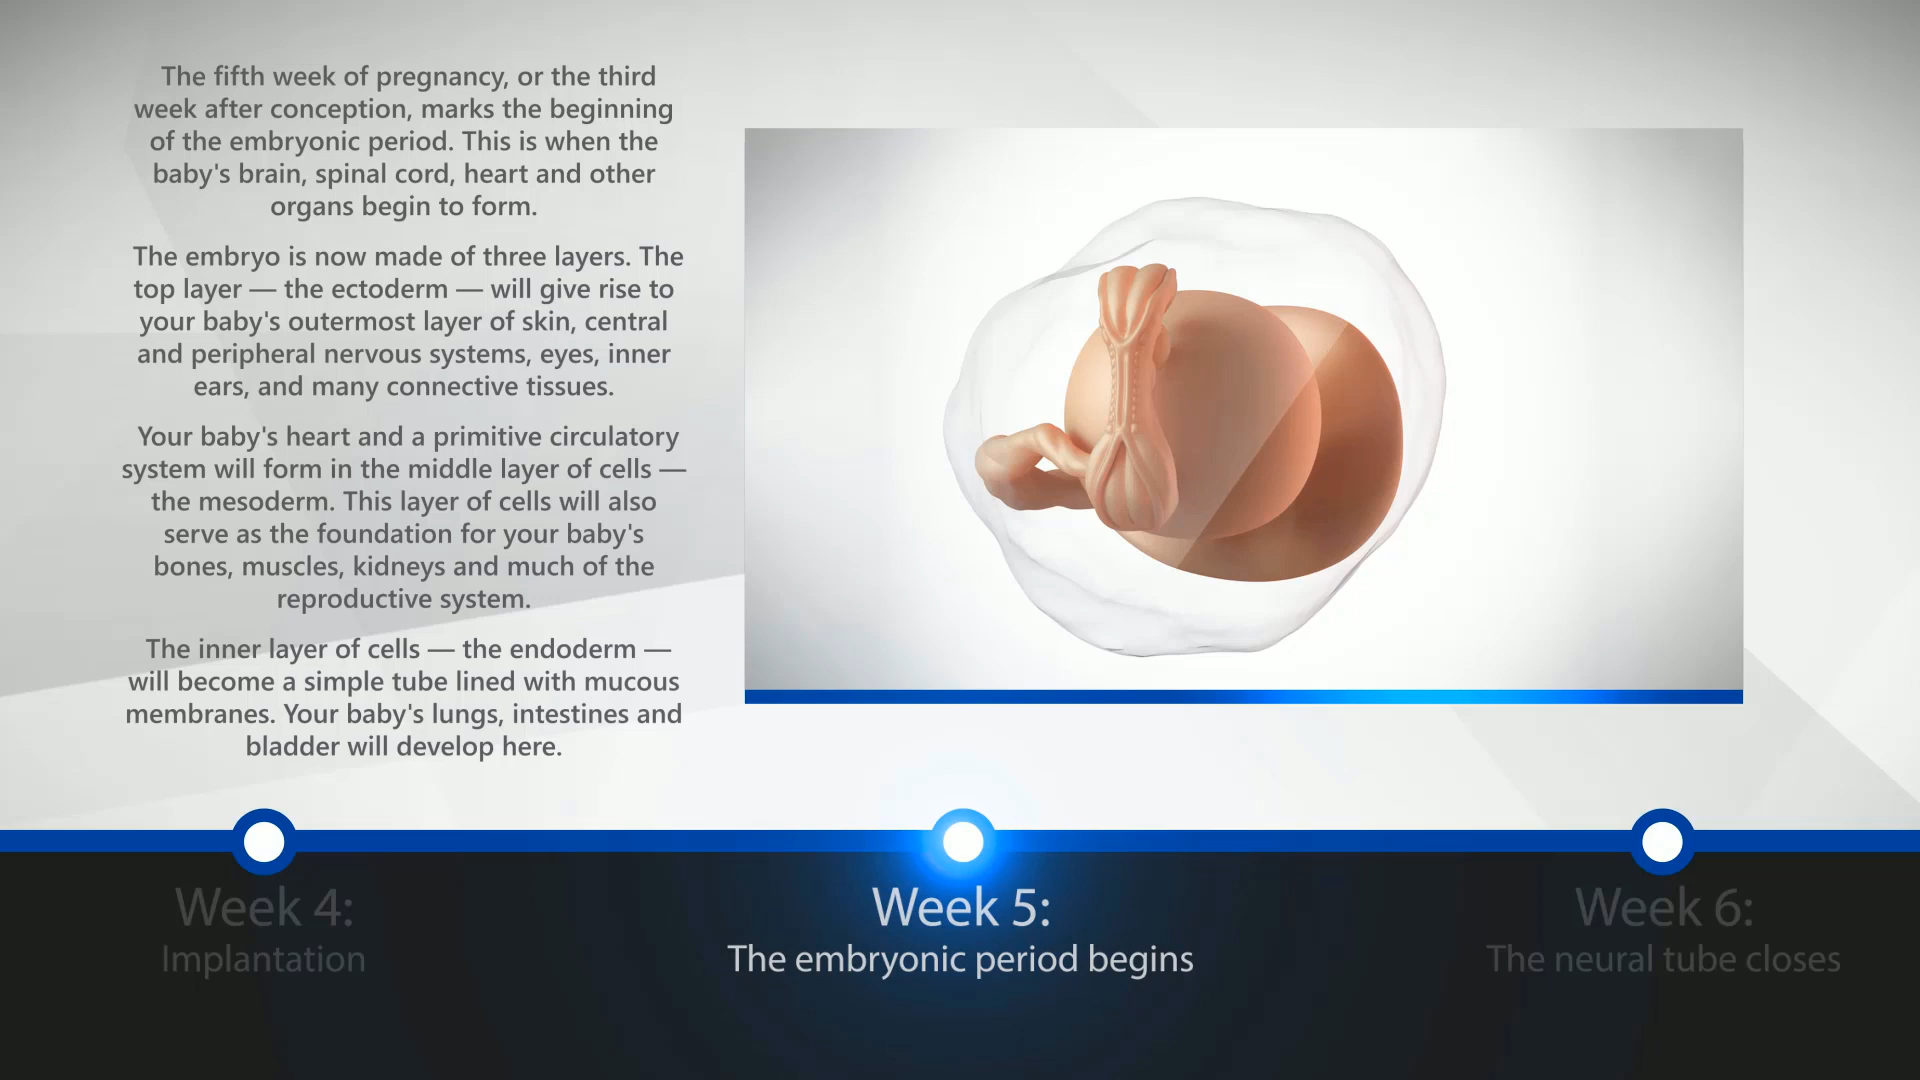 The fifth week of pregnancy, or the third
week after conception, marks the beginning
of the embryonic period. This is when the
baby's brain, spinal cord, heart and other
organs begin to form.
The embryo is now made of three layers. The
top layer — the ectoderm — will give rise to
your baby's outermost layer of skin, central
and peripheral nervous systems, eyes, inner
ears, and many connective tissues.
Your baby's heart and a primitive circulatory
system will form in the middle layer of cells —
the mesoderm. This layer of cells will also
serve as the foundation for your baby's
bones, muscles, kidneys and much of the
reproductive system.
The inner layer of cells — the endoderm —
will become a simple tube lined with mucous
membranes. Your baby's lungs, intestines and
bladder will develop here.
Week 4:
Implantation
Week 5:
The embryonic period begins
Week 6:
The neural tube closes